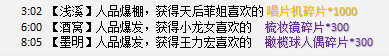 3:02 【浅溪】人品爆棚，获得天后菲姐喜欢的 唱片机碎片*1000
6:00 【酒窝】人品爆发，获得小龙女喜欢的 梳妆镜碎片*300
8:05 【墨明】人品爆发，获得王力宏喜欢的 橄榄球人偶碎片*300